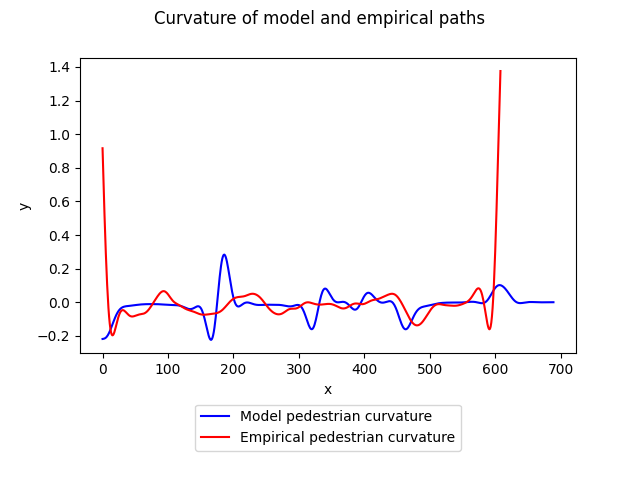 Curvature of model and empirical paths
1.4
1.2
1.0
0.8
0.6
0.4
0.2
0.0
−0.2
y
0 100 200 300 400 500 600 700
x
Model pedestrian curvature
Empirical pedestrian curvature